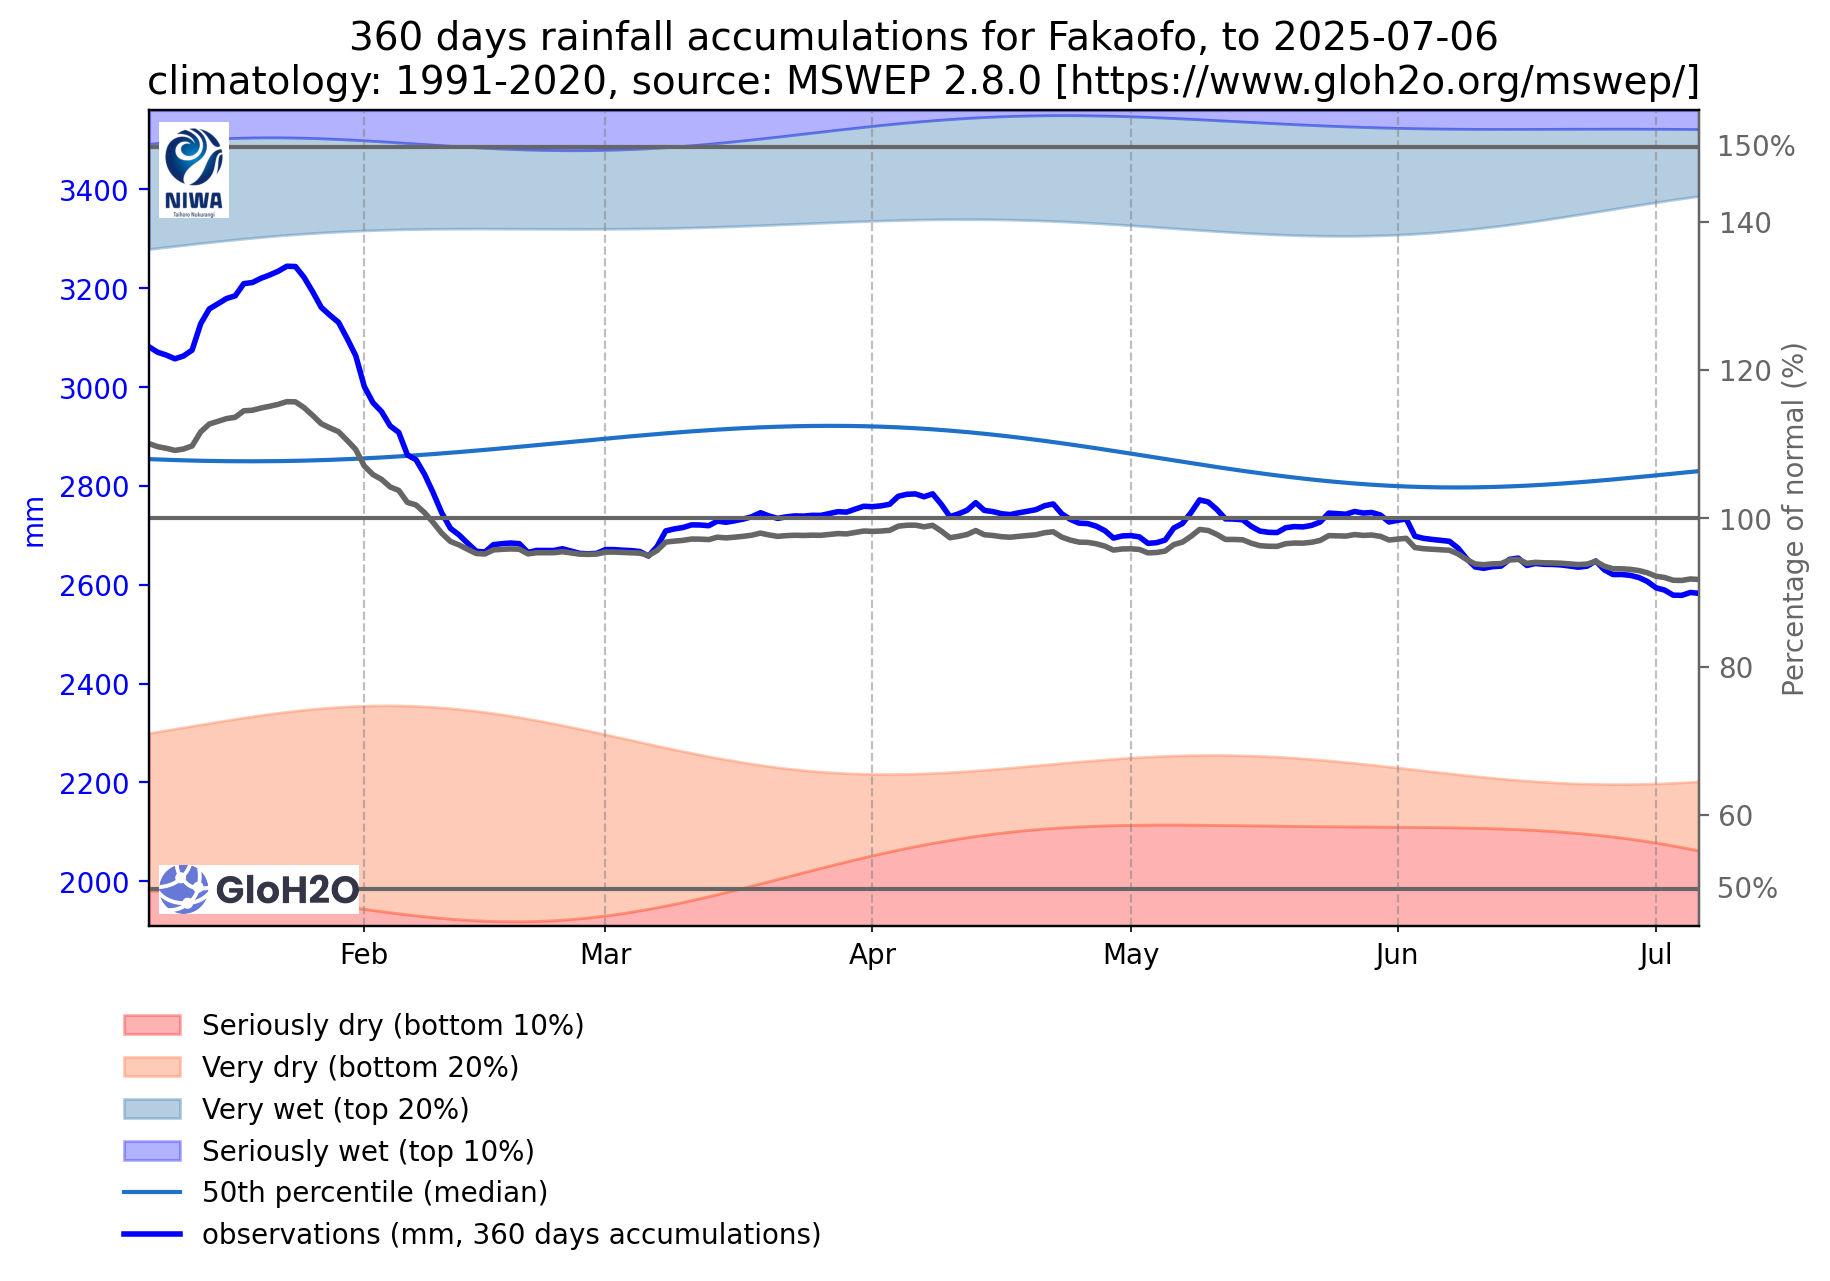 360 days rainfall accumulations for Fakaofo, to 2025-07-06
climatology: 1991-2020, source: MSWEP 2.8.0 [https://www.gloh2o.org/mswep/]
NIWA
Taihoro Nukurangi
3400
3200
3000
2800
2600
2400
2200
2000
mm
150%
140
120
100
80
60
50%
Percentage of normal (%)
GloH2O
Feb Mar Apr May Jun Jul
Seriously dry (bottom 10%)
Very dry (bottom 20%)
Very wet (top 20%)
Seriously wet (top 10%)
50th percentile (median)
observations (mm, 360 days accumulations)